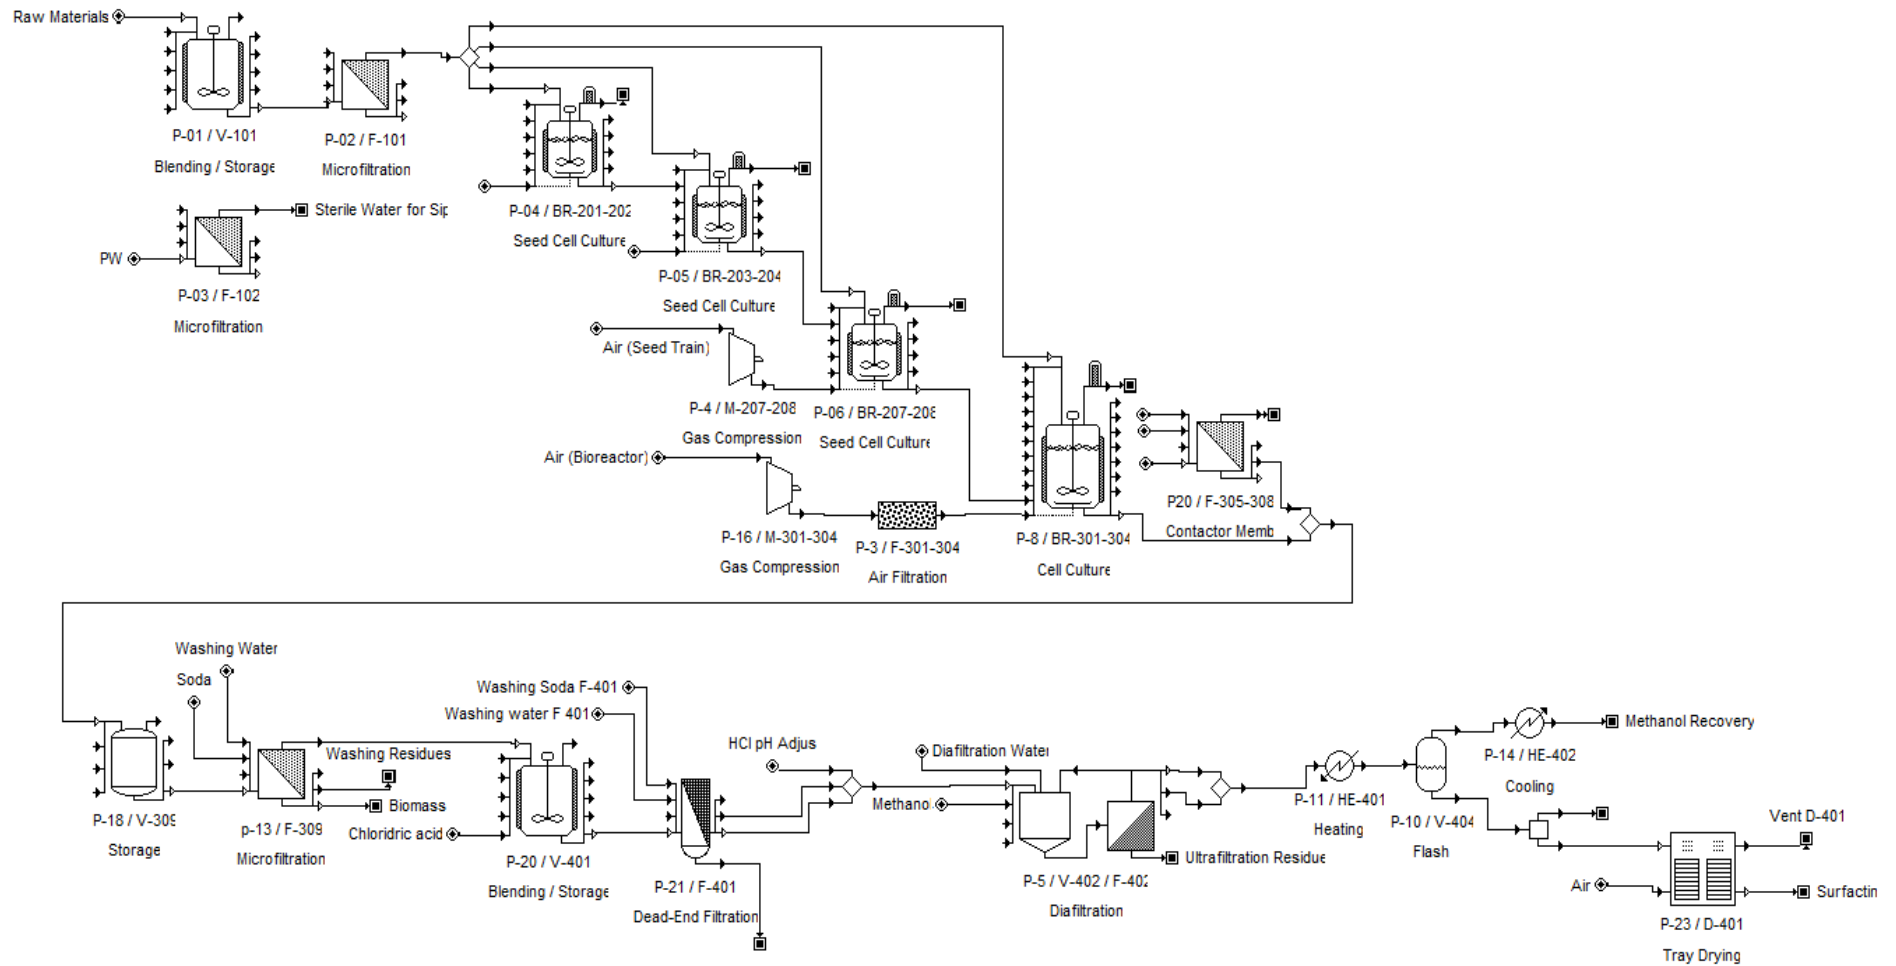 Raw Materials
P-01 / V-101
Blending / Storage
P-02 / F-101
Microfiltration
Sterile Water for Sip
PW
P-03 / F-102
Microfiltration
P-04 / BR-201-202
Seed Cell Culture
P-05 / BR-203-204
Seed Cell Culture
Air (Seed Train)
P-4 / M-207-208
Gas Compression
P-06 / BR-207-208
Seed Cell Culture
Air (Bioreactor)
P-16 / M-301-304
Gas Compression
P-3 / F-301-304
Air Filtration
P-8 / BR-301-304
Cell Culture
P20 / F-305-308
Contactor Memb
Washing Water
Soda
P-18 / V-309
Storage
p-13 / F-309
Microfiltration
Washing Residues
Biomass
Chloridric acid
Washing Soda F-401
Washing water F 401
P-20 / V-401
Blending / Storage
P-21 / F-401
Dead-End Filtration
HCl pH Adjus
Diafiltration Water
Methanol
P-5 / V-402 / F-402
Diafiltration
Ultrafiltration Residue
P-11 / HE-401
Heating
P-10 / V-404
Flash
P-14 / HE-402
Cooling
Methanol Recovery
Air
Vent D-401
Surfactin
P-23 / D-401
Tray Drying